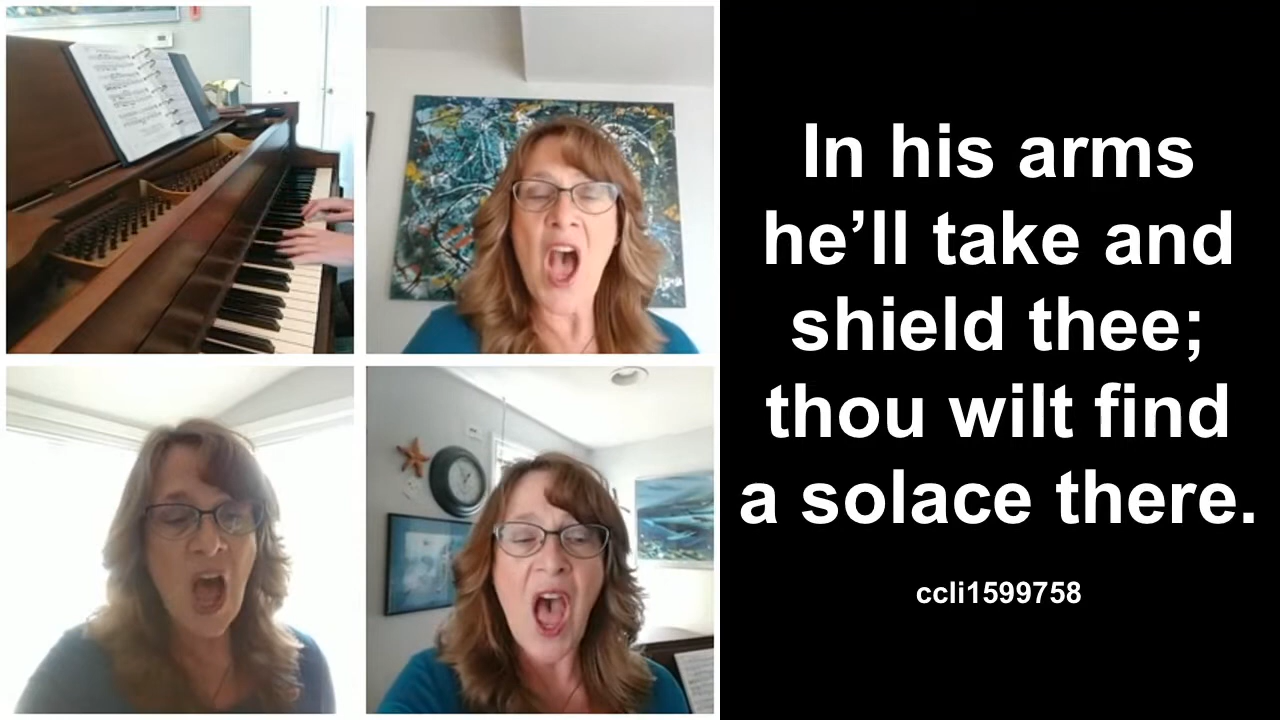 In his arms
he’ll take and
shield thee;
thou wilt find
a solace there.
ccli1599758